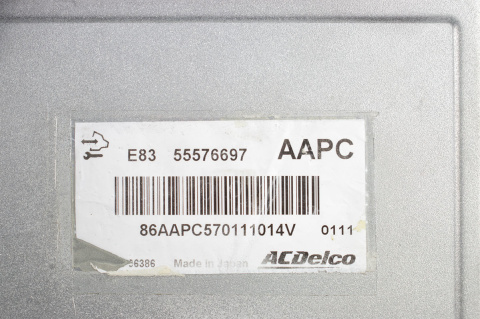 E83 55576697 AAPC
86AAPC570111014V 0111
Made in Japan ACDelco